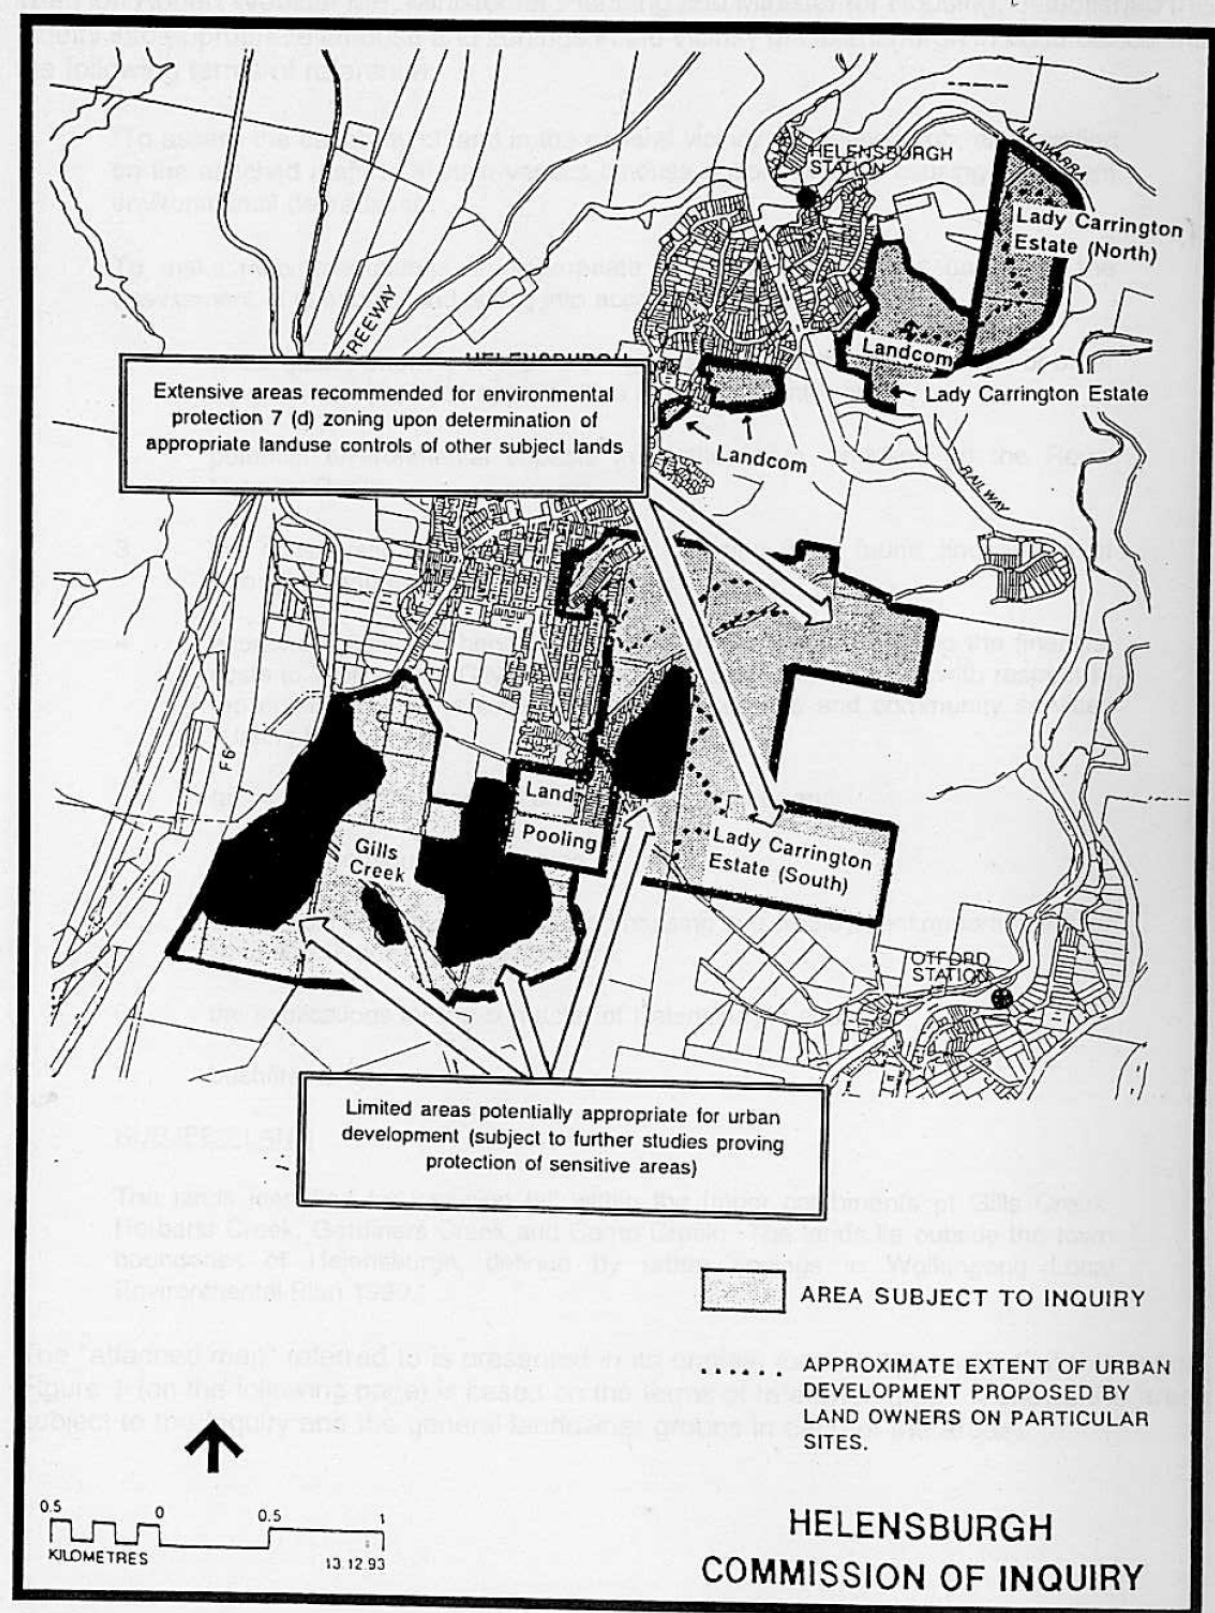 HELENSBURGH
STATION
ILLAWARRA
Lady Carrington
Estate (North)
FREEWAY
HELENSBURGH
Landcom
Lady Carrington Estate
Extensive areas recommended for environmental
protection 7 (d) zoning upon determination of
appropriate landuse controls of other subject lands
Landcom
RAILWAY
F6
Land
Pooling
Gills
Creek
Lady Carrington
Estate (South)
OTFORD
STATION
Limited areas potentially appropriate for urban
development (subject to further studies proving
protection of sensitive areas)
AREA SUBJECT TO INQUIRY
APPROXIMATE EXTENT OF URBAN
DEVELOPMENT PROPOSED BY
LAND OWNERS ON PARTICULAR
SITES.
0.5 0 0.5 1
KILOMETRES
13.12.93
HELENSBURGH
COMMISSION OF INQUIRY